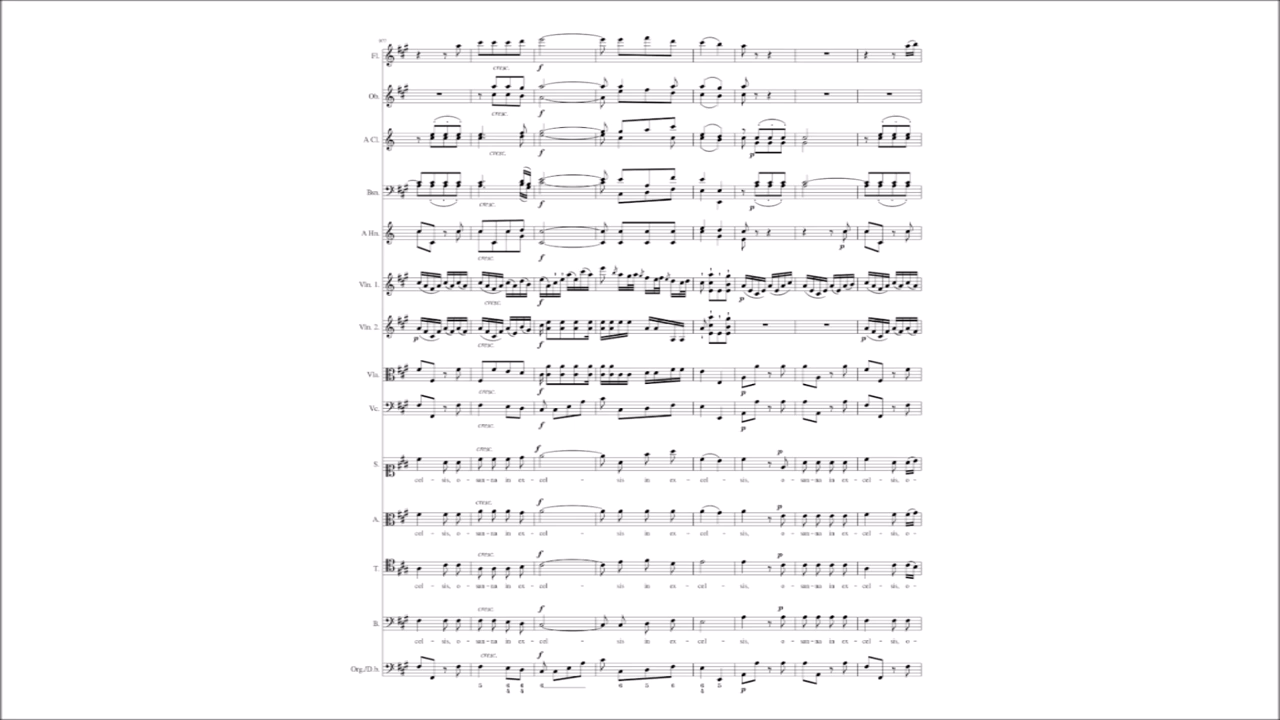 Fl.
cresc.
f
Ob.
cresc.
f
A Cl.
cresc.
f
p
Bsn.
cresc.
f
p
A Hn.
cresc.
f
p
Vln. 1.
cresc.
f
p
Vln. 2.
p
cresc.
f
p
Vla.
cresc.
f
p
Vc.
cresc.
f
p
cresc.
f
p
S.
cel - sis, o - san-na in ex - cel - sis in ex - cel - sis, o - san-na in ex - cel - sis, o -
cresc.
f
p
A.
cel - sis, o - san-na in ex - cel - sis in ex - cel - sis, o - san-na in ex - cel - sis, o -
cresc.
f
p
T.
cel - sis, o - san-na in ex - cel - sis in ex - cel - sis, o - san-na in ex - cel - sis, o -
cresc.
f
p
B.
cel - sis, o - san-na in ex - cel - sis in ex - cel - sis, o - san-na in ex - cel - sis, o -
cresc.
f
Org./D.b.
p